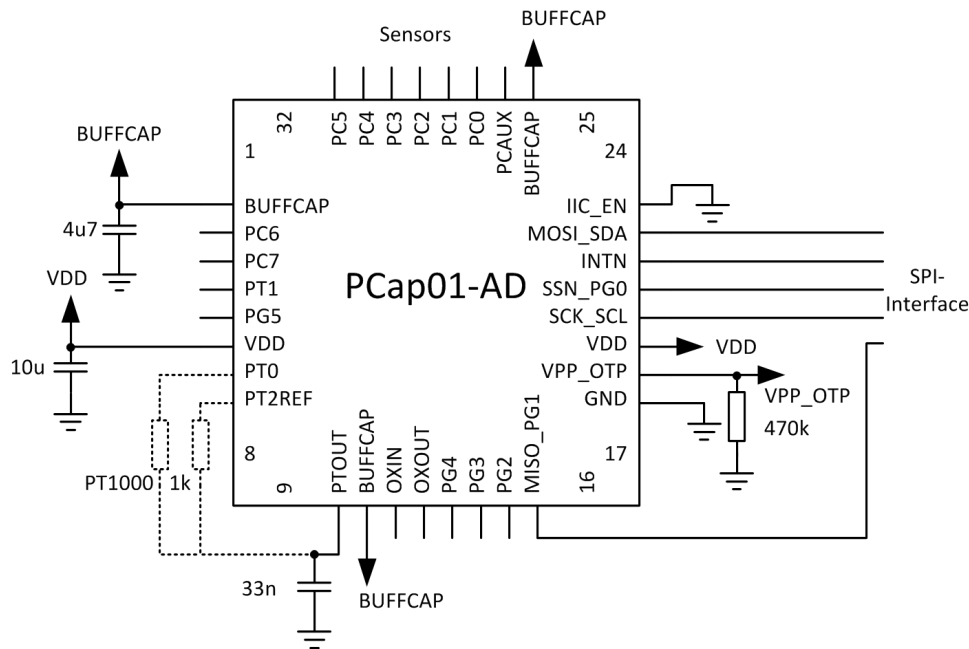 BUFFCAP
Sensors
32
PC5
PC4
PC3
PC2
PC1
PC0
PCAUX
BUFFCAP
25
BUFFCAP
1
24
BUFFCAP
IIC_EN
4u7
PC6
MOSI_SDA
PC7
INTN
VDD
PCap01-AD
PT1
SSN_PG0
SPI-
Interface
PG5
SCK_SCL
VDD
VDD
VDD
10u
PT0
VPP_OTP
VPP_OTP
PT2REF
GND
470k
8
17
PT1000
1k
9
PTOUT
BUFFCAP
OXIN
OXOUT
PG4
PG3
PG2
MISO_PG1
16
33n
BUFFCAP